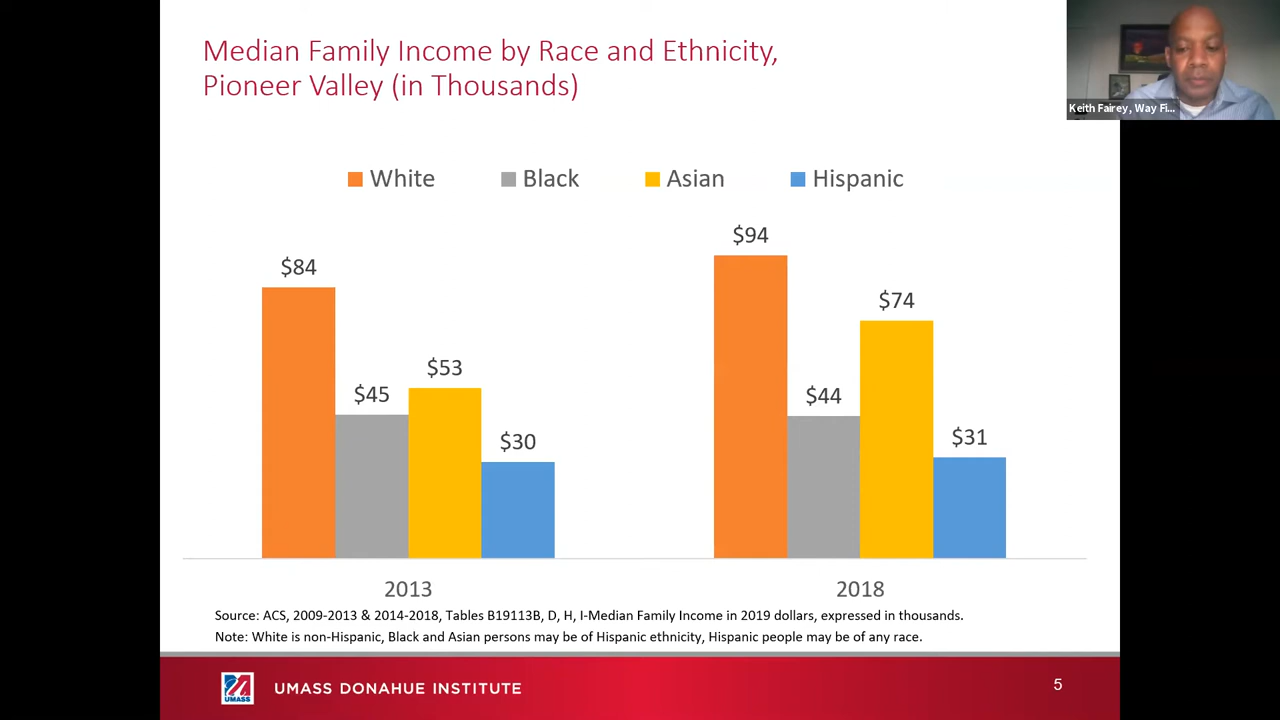 Median Family Income by Race and Ethnicity,
Pioneer Valley (in Thousands)
Keith Fairey, Way Fi...
White Black Asian Hispanic
$84 $45 $53 $30
$94 $44 $74 $31
2013 2018
Source: ACS, 2009-2013 & 2014-2018, Tables B19113B, D, H, I-Median Family Income in 2019 dollars, expressed in thousands.
Note: White is non-Hispanic, Black and Asian persons may be of Hispanic ethnicity, Hispanic people may be of any race.
UMASS
UMASS DONAHUE INSTITUTE
5